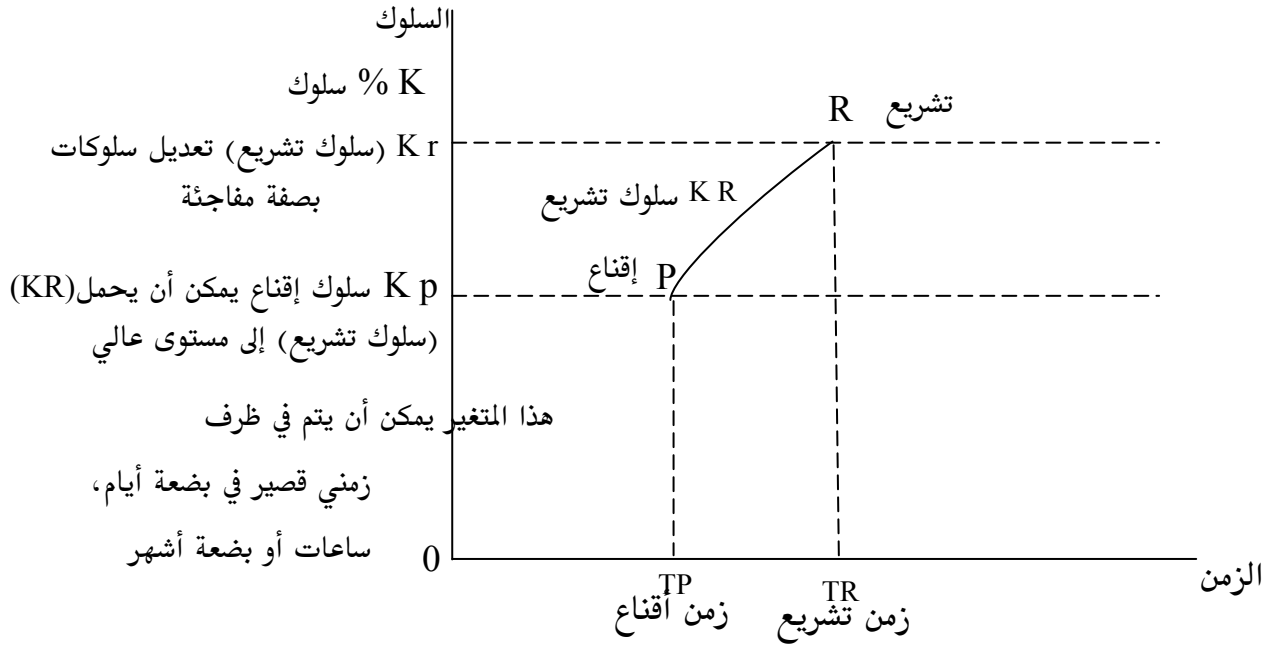 السلوك
K % سلوك
R تشريع
K r (سلوك تشريع) تعديل سلوكات
بصفة مفاجئة
K R سلوك تشريع
P إقناع
K p سلوك إقناع يمكن أن يحمل(KR)
(سلوك تشريع) إلى مستوى عالي
هذا المتغير يمكن أن يتم في ظرف
زمني قصير في بضعة أيام،
ساعات أو بضعة أشهر
0
الزمن
TP
TR
زمن أقناع
زمن تشريع